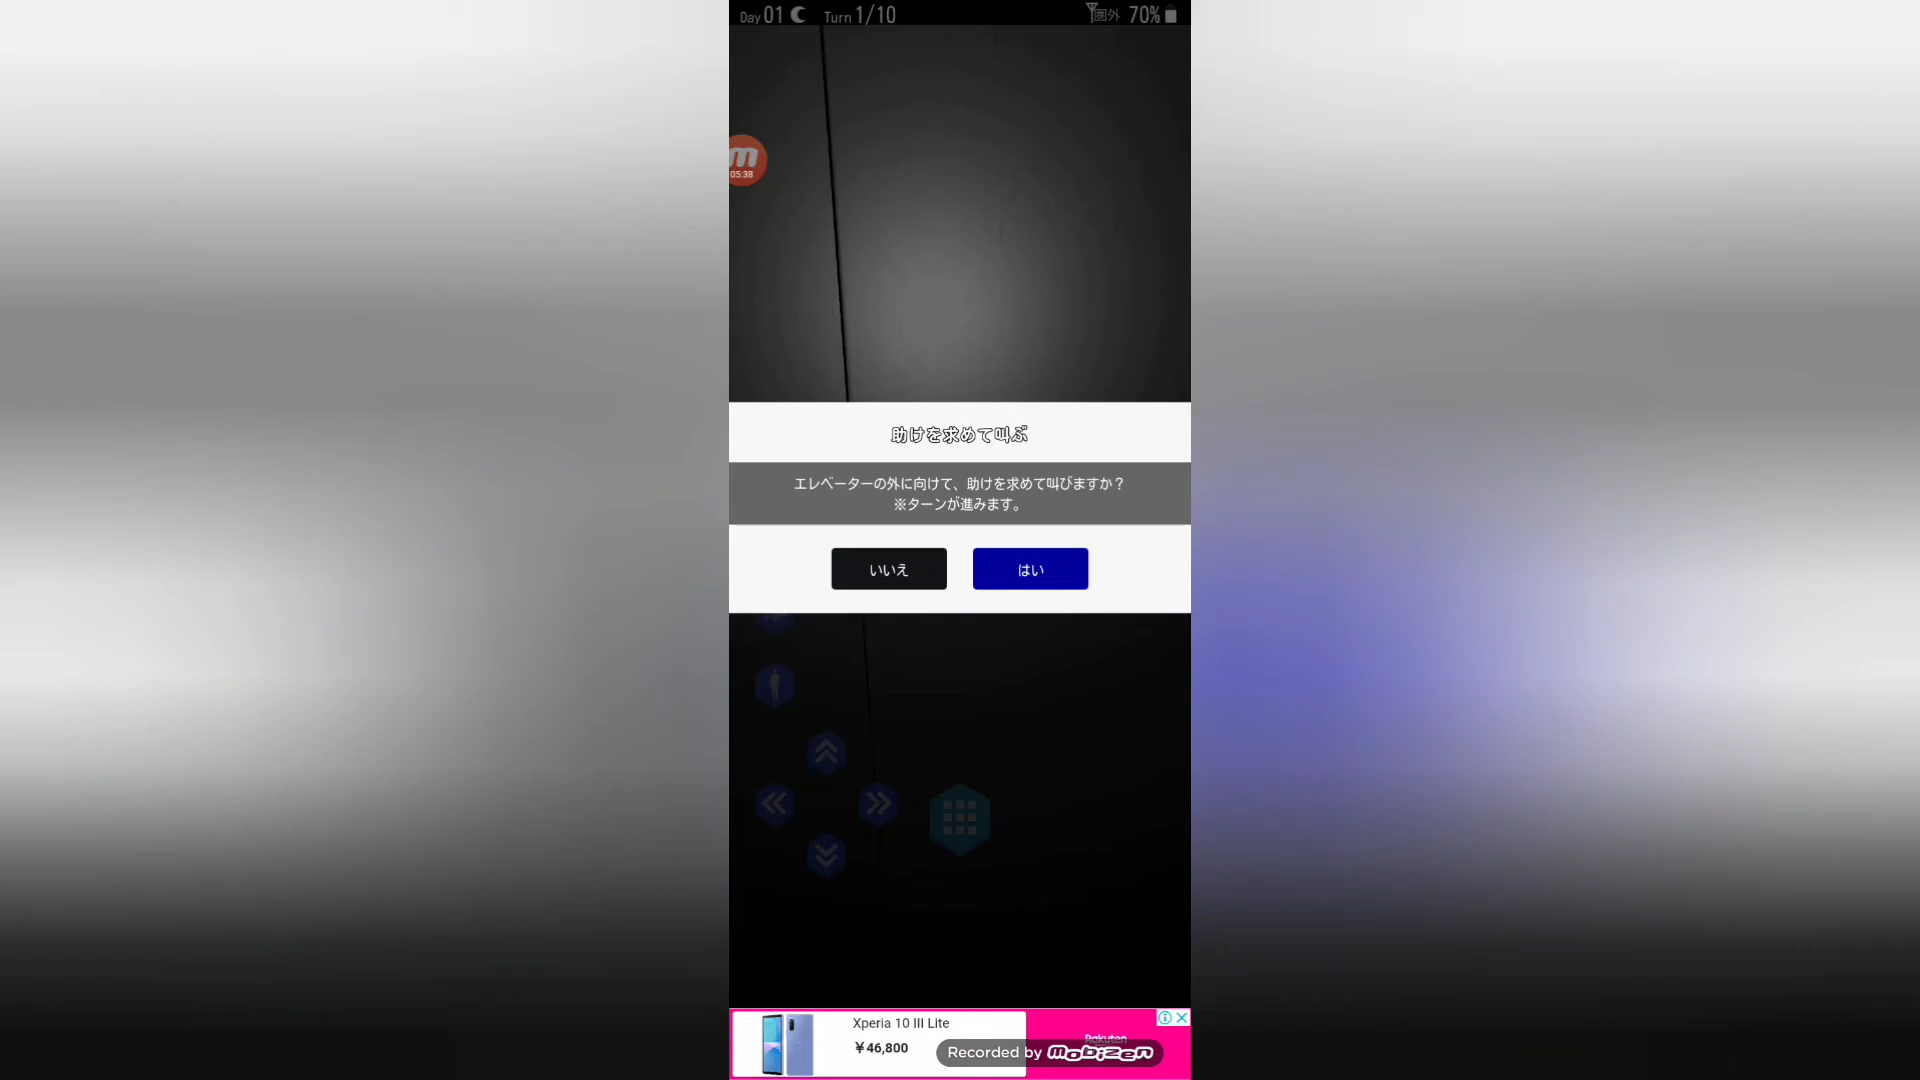 Day 01 Turn 1/10 圏外 70%
m
05:38
助けを求めて叫ぶ
エレベーターの外に向けて、助けを求めて叫びますか？
※ターンが進みます。
いいえ はい
Xperia 10 III Lite
￥46,800
Rakuten
Recorded by mobizen